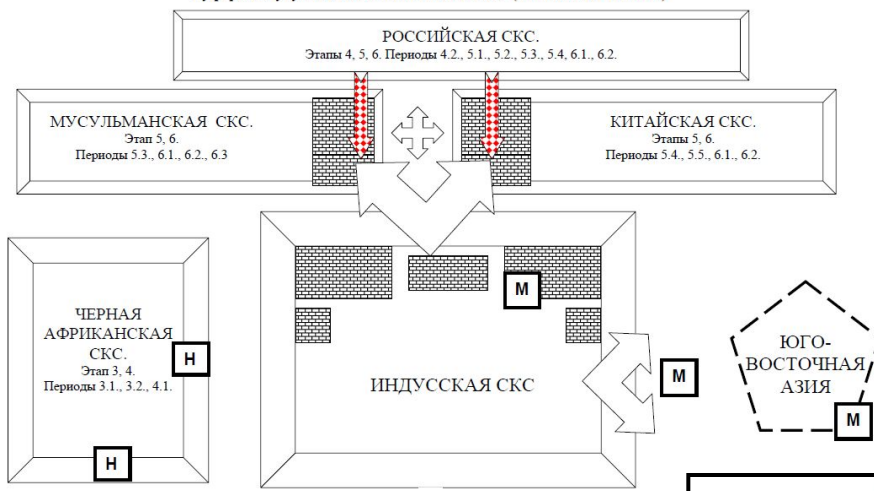 РОССИЙСКАЯ СКС.
Этапы 4, 5, 6. Периоды 4.2., 5.1., 5.2., 5.3., 5.4, 6.1., 6.2.
МУСУЛЬМАНСКАЯ СКС.
Этап 5, 6.
Периоды 5.3., 6.1., 6.2., 6.3
КИТАЙСКАЯ СКС.
Этапы 5, 6.
Периоды 5.4., 5.5., 6.1., 6.2.
ЧЕРНАЯ
АФРИКАНСКАЯ
СКС.
Этап 3, 4.
Периоды 3.1., 3.2., 4.1.
Н
Н
М
ИНДУССКАЯ СКС
М
ЮГО-
ВОСТОЧНАЯ
АЗИЯ
М